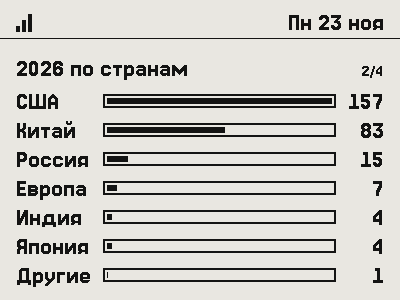 Пн 23 ноя
2026 по странам 2/4
США 157
Китай 83
Россия 15
Европа 7
Индия 4
Япония 4
Другие 1